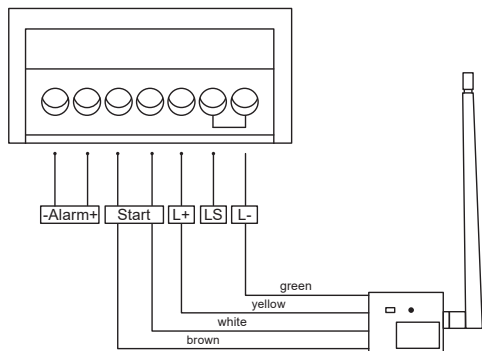 -Alarm+ Start L+ LS L-
green
yellow
white
brown